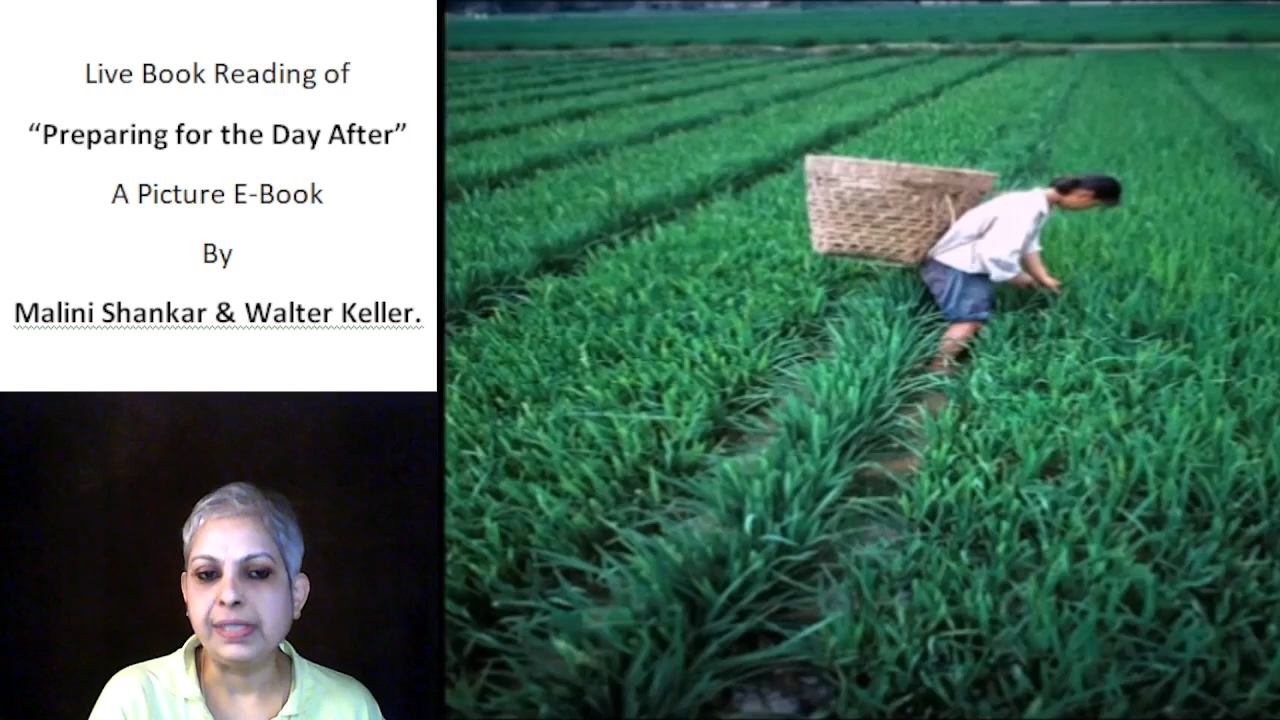 Live Book Reading of
“Preparing for the Day After”
A Picture E-Book
By
Malini Shankar & Walter Keller.